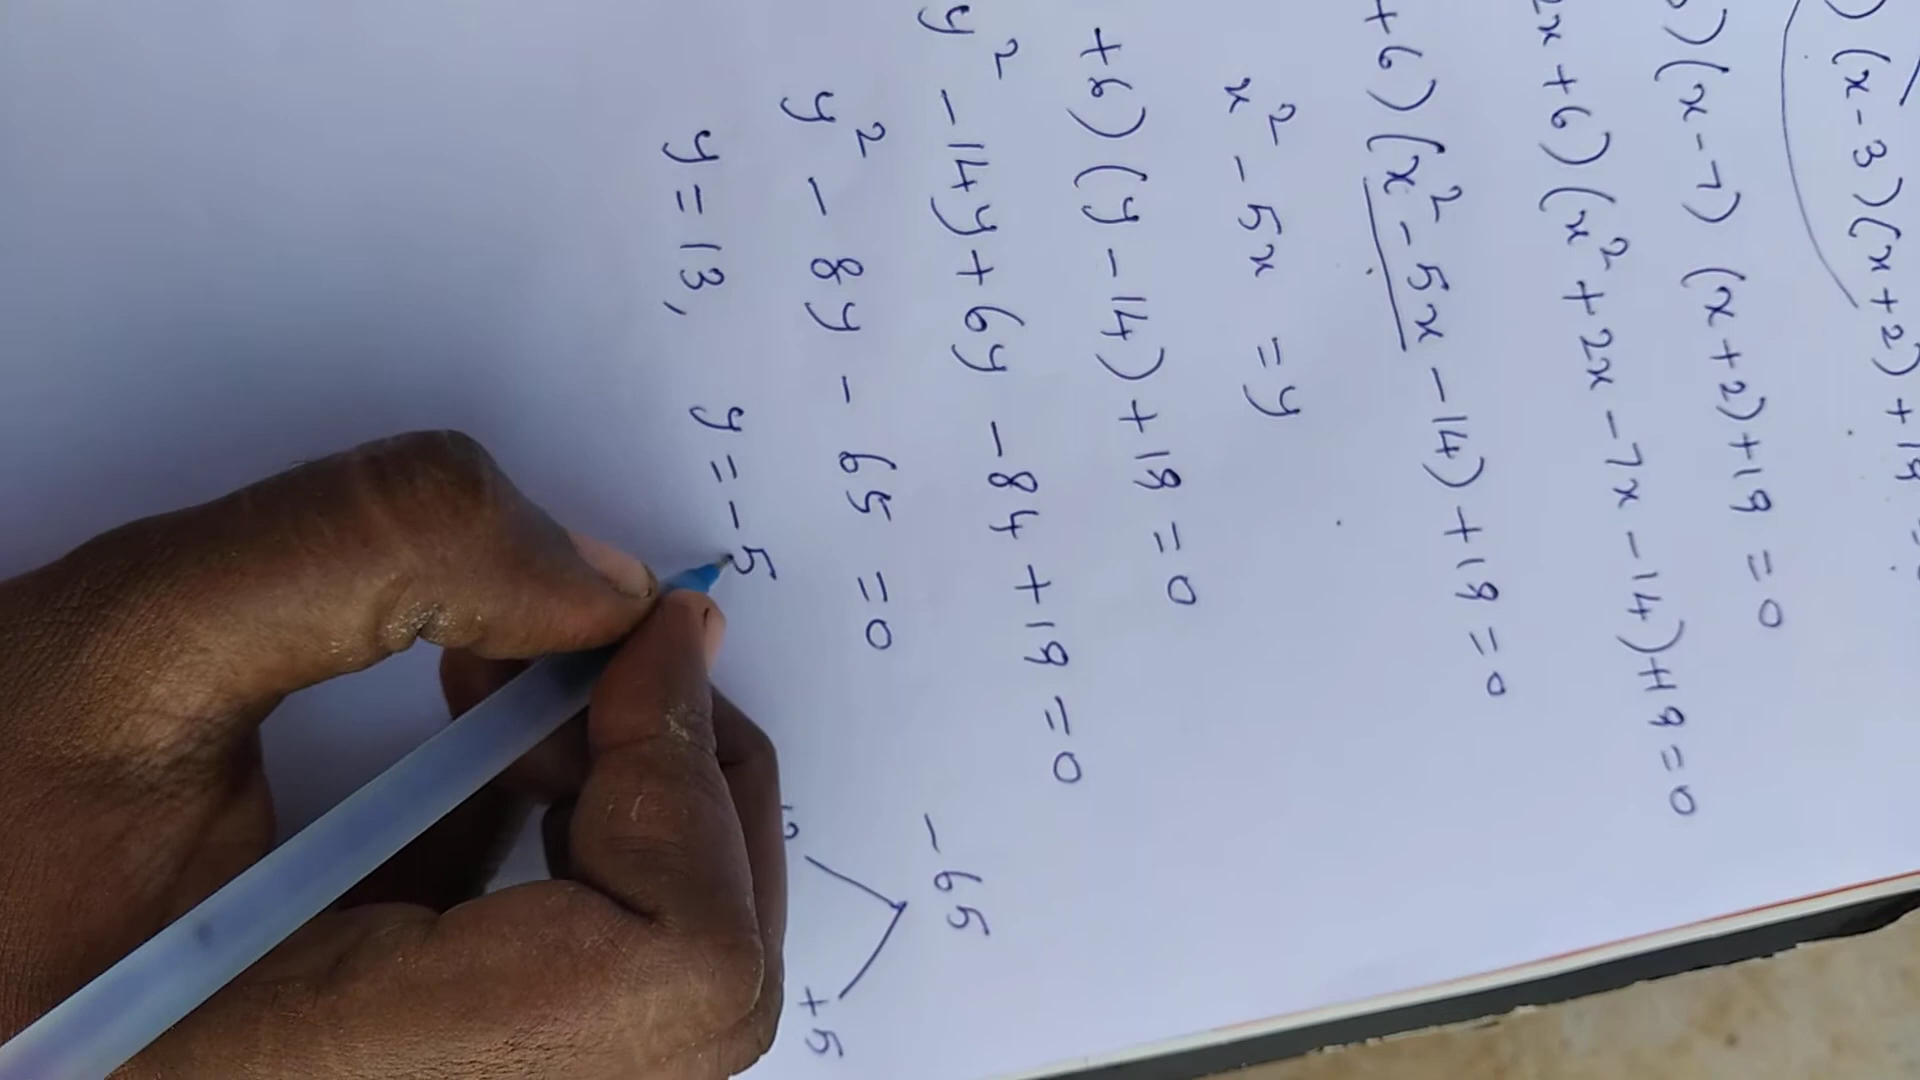 ) (x-3)(x+2) + 19
) (x-7) (x+2)+19 = 0
2x+6)(x²+2x-7x-14)+19=0
+6)(x²-5x-14)+19=0
x²-5x =y
+6)(y-14)+19=0
y²-14y+6y-84+19=0
y²-8y-65=0
y=13, y=-5
-65
+5